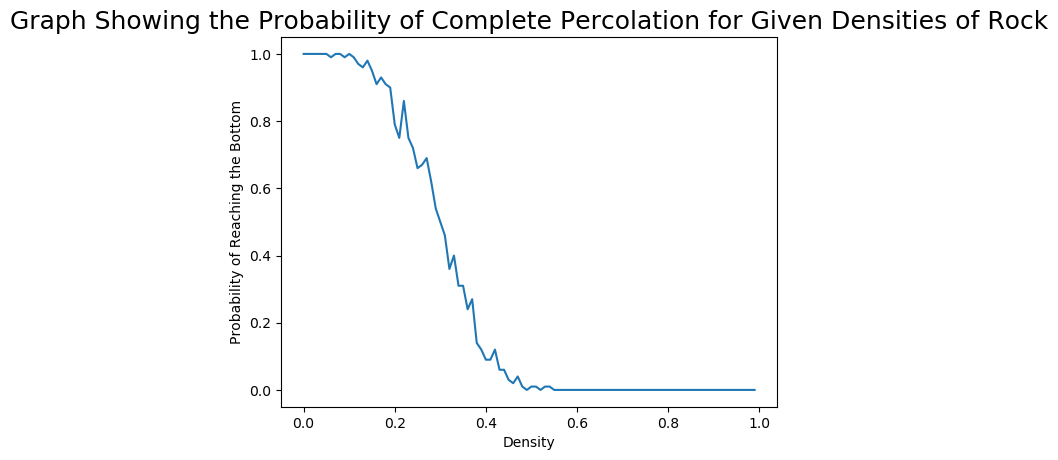 Graph Showing the Probability of Complete Percolation for Given Densities of Rock
1.0
0.8
0.6
0.4
0.2
0.0
Probability of Reaching the Bottom
0.0 0.2 0.4 0.6 0.8 1.0
Density